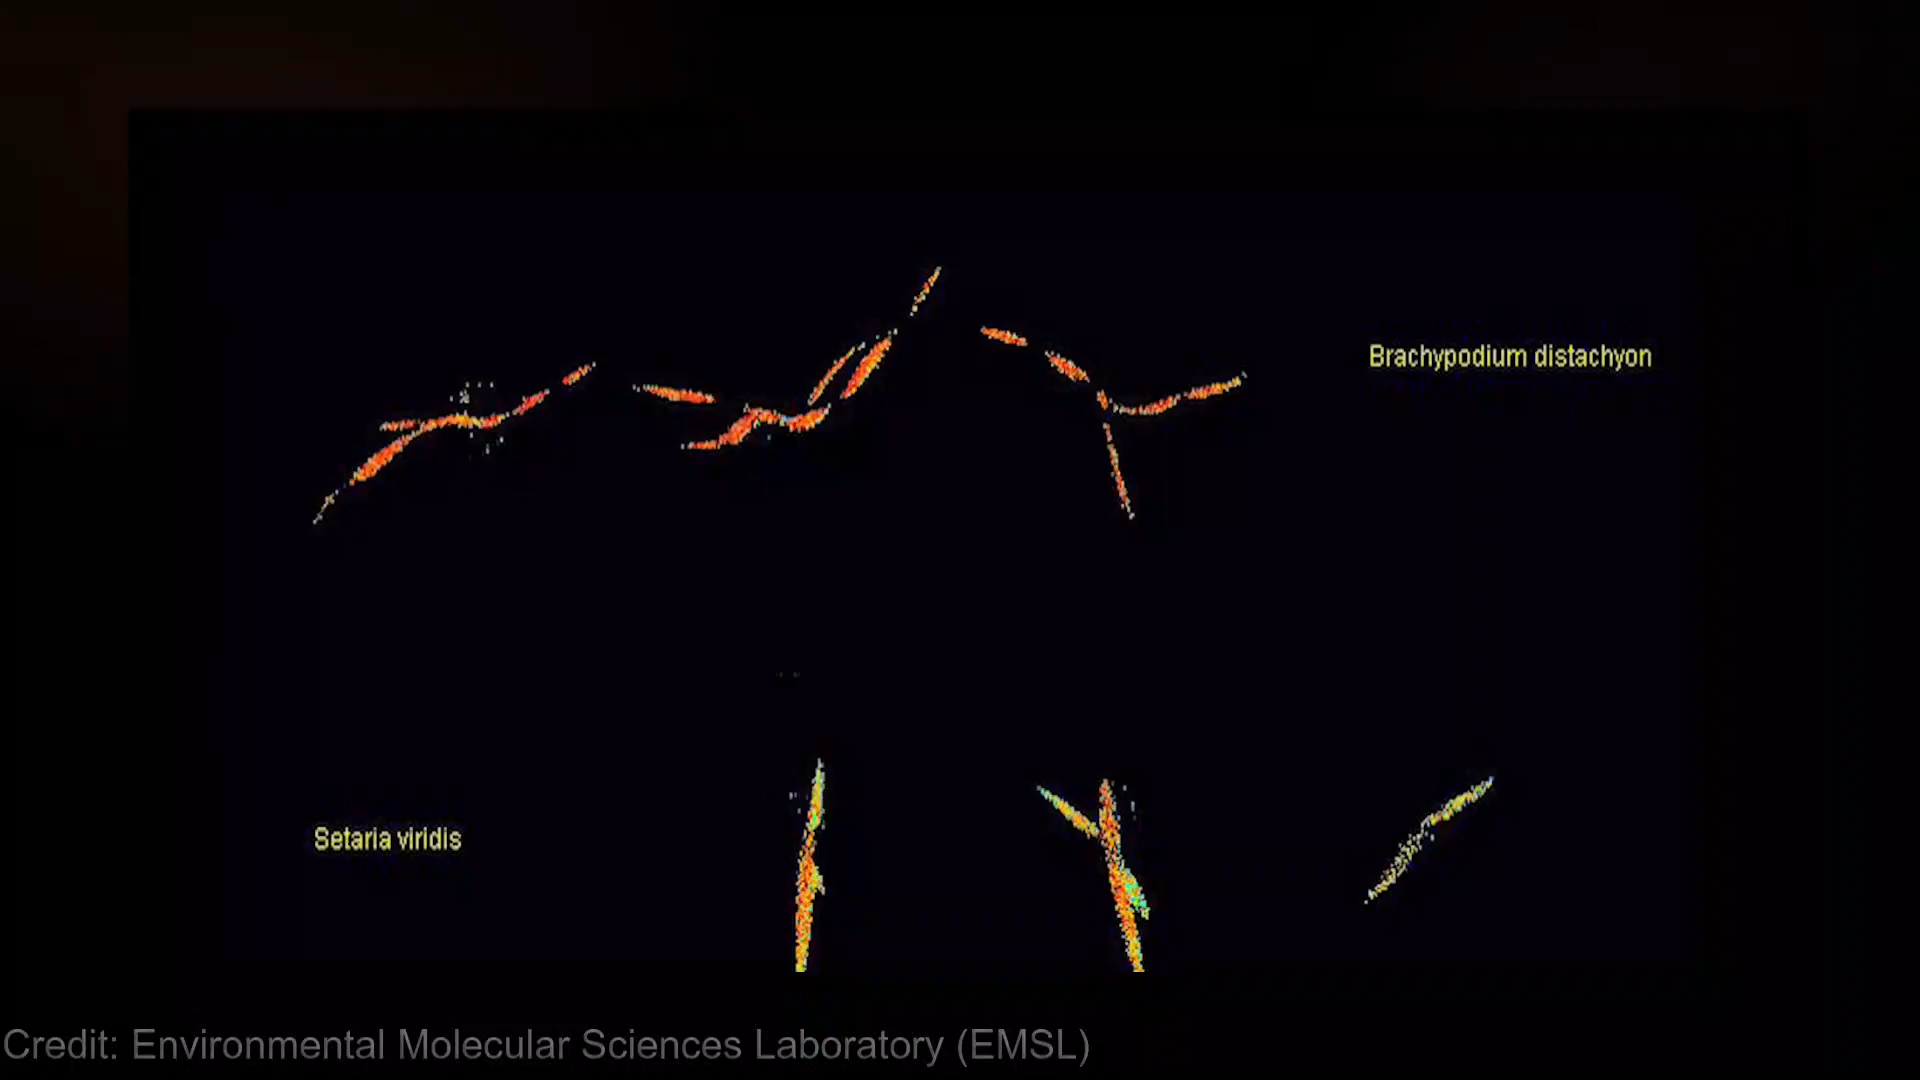 Brachypodium distachyon
Setaria viridis
Credit: Environmental Molecular Sciences Laboratory (EMSL)